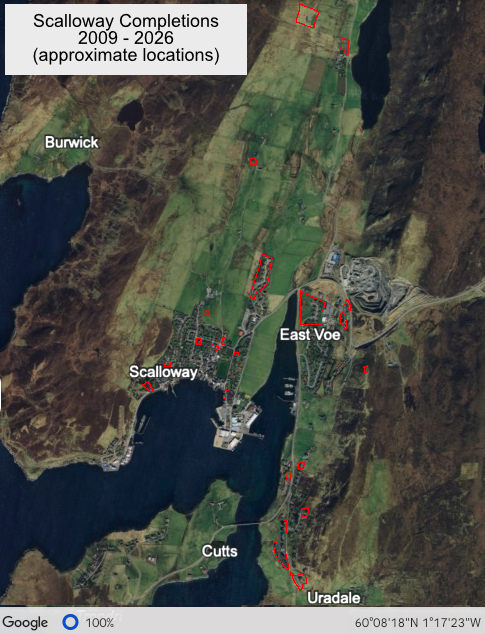 Scalloway Completions
2009 - 2026
(approximate locations)
Burwick
East Voe
Scalloway
Cutts
Uradale
Google 100% 60°08'18"N 1°17'23"W